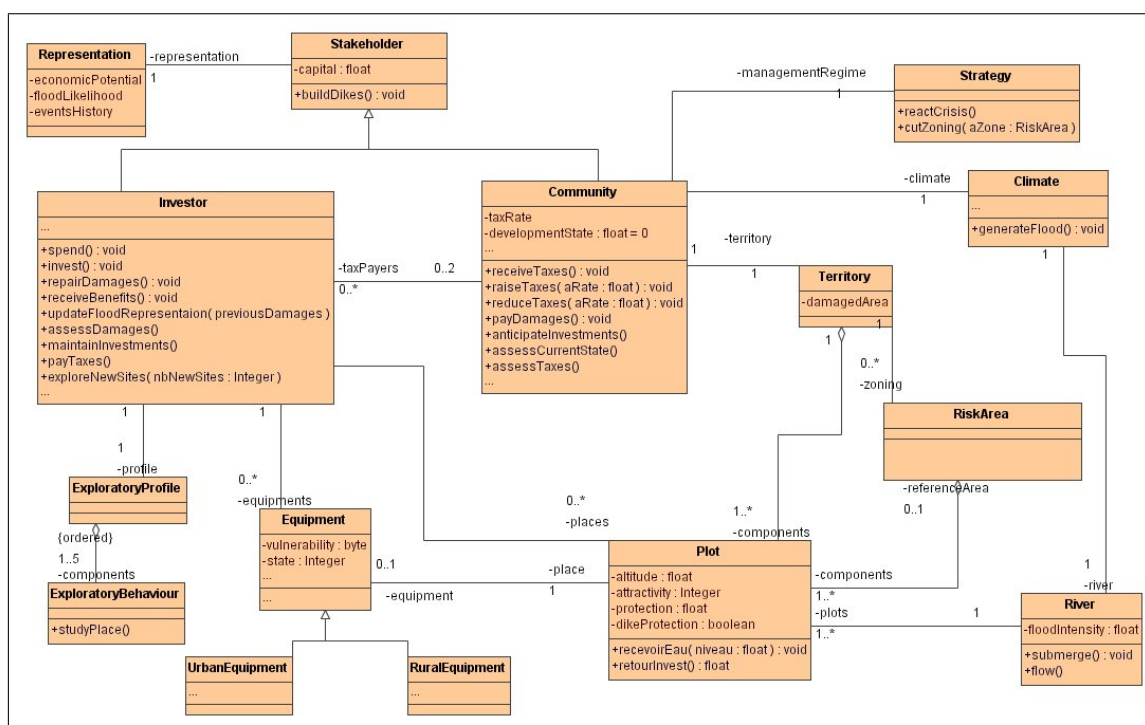 Representation
-economicPotential
-floodLikelihood
-eventsHistory
-representation
1
Stakeholder
-capital : float
+buildDikes() : void
-managementRegime
1
Strategy
+reactCrisis()
+cutZoning( aZone : RiskArea )
Investor
...
+spend() : void
+invest() : void
+repairDamages() : void
+receiveBenefits() : void
+updateFloodRepresentaion( previousDamages )
+assessDamages()
+maintainInvestments()
+payTaxes()
+exploreNewSites( nbNewSites : Integer )
...
-taxPayers
0..*
0..2
Community
-taxRate
-developmentState : float = 0
...
+receiveTaxes() : void
+raiseTaxes( aRate : float ) : void
+reduceTaxes( aRate : float ) : void
+payDamages() : void
+anticipateInvestments()
+assessCurrentState()
+assessTaxes()
...
-climate
1
Climate
...
+generateFlood() : void
1
1
-territory
1
Territory
-damagedArea
1
1
0..*
-zoning
RiskArea
-referenceArea
0..1
1
1
1
-profile
ExploratoryProfile
{ordered}
1..5
-components
ExploratoryBehaviour
+studyPlace()
1
0..*
-equipments
Equipment
-vulnerability : byte
-state : Integer
...
...
0..1
-equipment
-place
1
UrbanEquipment
...
RuralEquipment
...
0..*
-places
1..*
-components
Plot
-altitude : float
-attractivity : Integer
-protection : float
-dikeProtection : boolean
+recevoirEau( niveau : float ) : void
+retourInvest() : float
-components
1..*
-plots
1..*
1
-river
River
-floodIntensity : float
+submerge() : void
+flow()